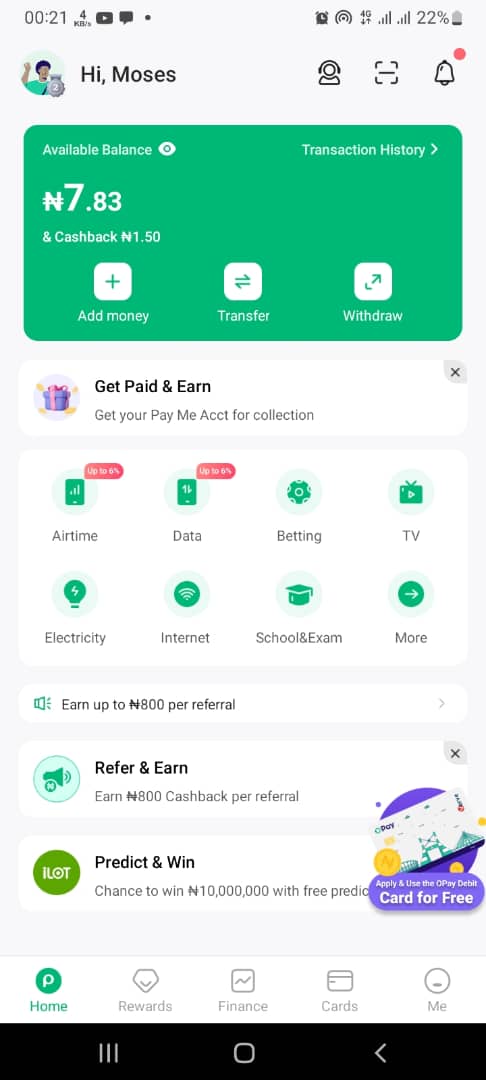 00:21 4 KB/s 4G 22%
2
Hi, Moses
Available Balance
Transaction History
₦7.83
& Cashback ₦1.50
Add money
Transfer
Withdraw
Get Paid & Earn
Get your Pay Me Acct for collection
Up to 6%
Up to 6%
Airtime
Data
Betting
TV
Electricity
Internet
School&Exam
More
Earn up to ₦800 per referral
Refer & Earn
Earn ₦800 Cashback per referral
OPay
Verve
ILOT
Predict & Win
Chance to win ₦10,000,000 with free predic
Apply & Use the OPay Debit
Card for Free
Home
Rewards
Finance
Cards
Me